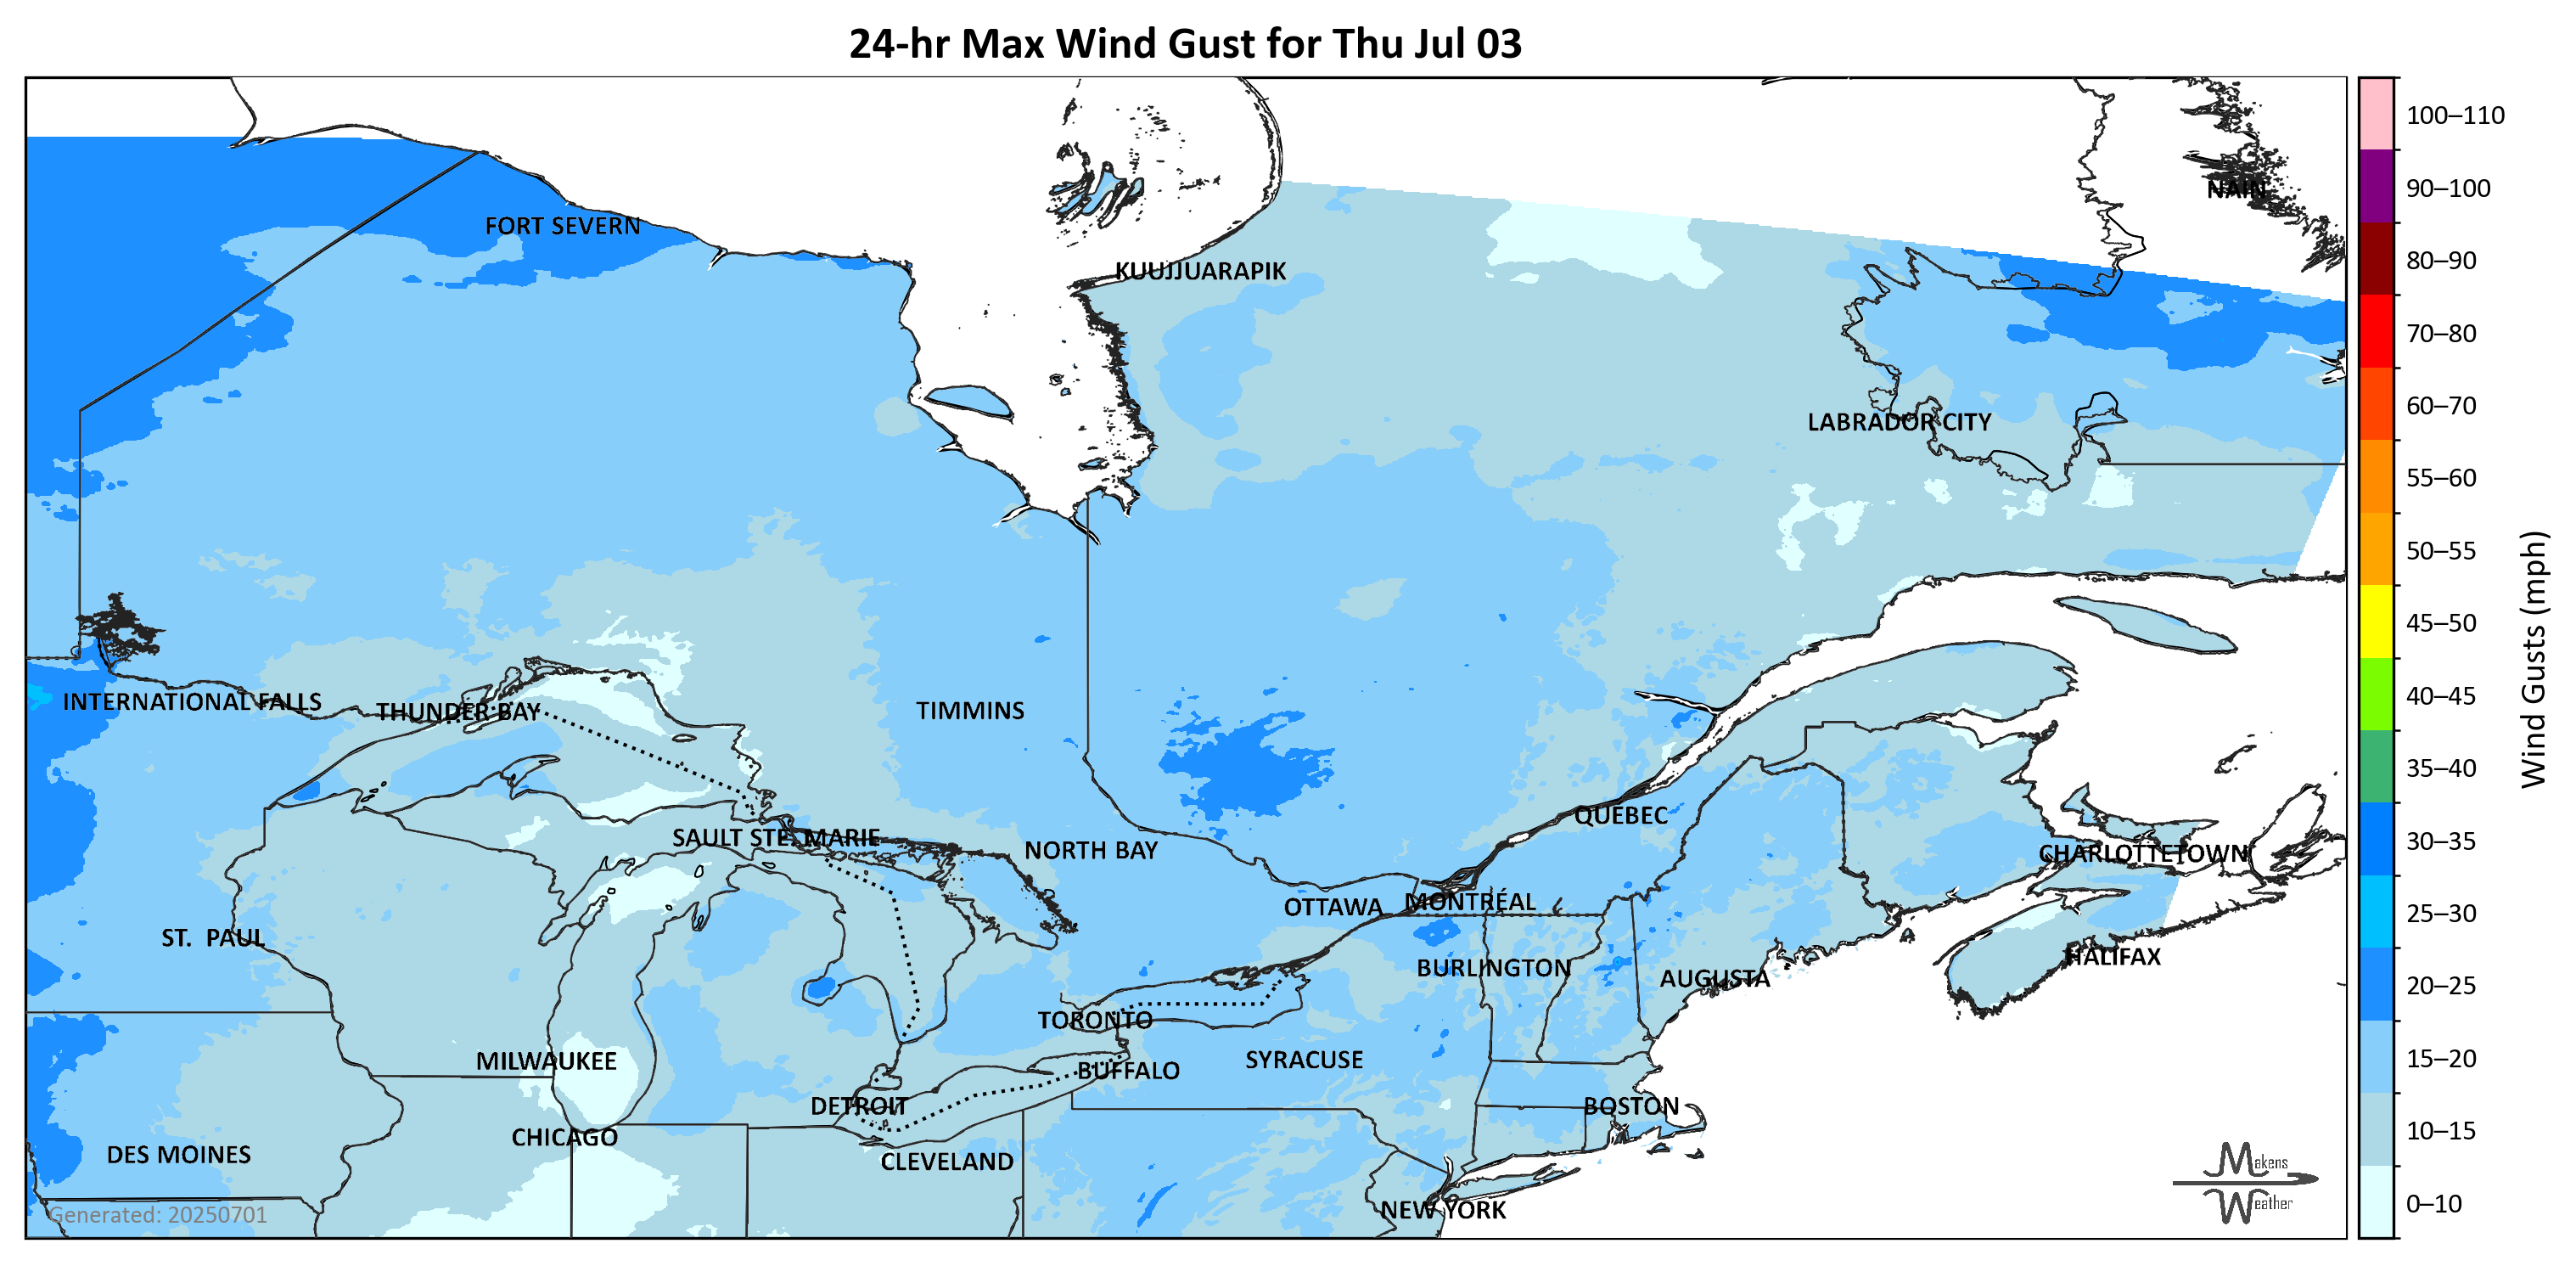 24-hr Max Wind Gust for Thu Jul 03
100–110
90–100
NAIN
FORT SEVERN
80–90
KUUJJUARAPIK
70–80
60–70
LABRADOR CITY
55–60
50–55
45–50
40–45
INTERNATIONAL FALLS
THUNDER BAY
TIMMINS
35–40
Wind Gusts (mph)
QUEBEC
30–35
SAULT STE. MARIE
NORTH BAY
CHARLOTTETOWN
OTTAWA
MONTRÉAL
25–30
ST. PAUL
HALIFAX
BURLINGTON
AUGUSTA
20–25
TORONTO
MILWAUKEE
SYRACUSE
15–20
BUFFALO
DETROIT
BOSTON
10–15
CHICAGO
DES MOINES
CLEVELAND
Makens
Weather
0–10
NEW YORK
Generated: 20250701